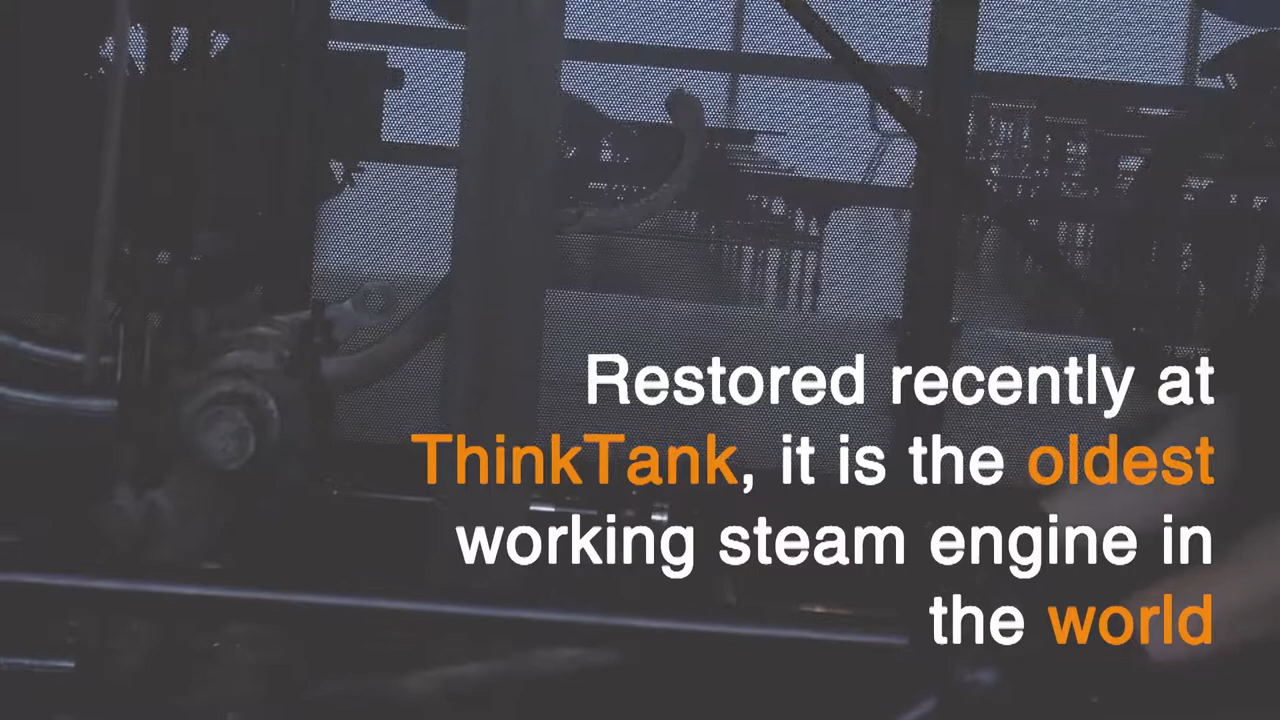 Restored recently at
ThinkTank, it is the oldest
working steam engine in
the world